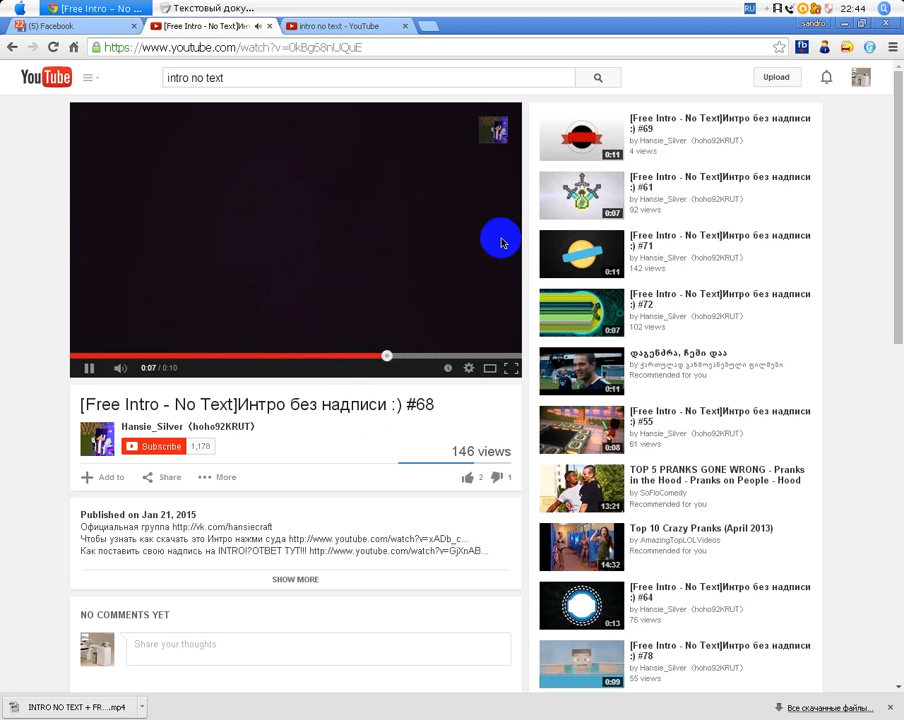 [Free Intro – No ...
Текстовый доку...
RU
22:44
(5) Facebook
[Free Intro - No Text]Инт
intro no text - YouTube
sandro
https://www.youtube.com/watch?v=0kBg68nUQuE
YouTube
intro no text
Upload
0:07 / 0:10
[Free Intro - No Text]Интро без надписи :) #68
Hansie_Silver《hoho92KRUT》
Subscribe
1,178
146 views
Add to
Share
More
2
1
Published on Jan 21, 2015
Официальная группа http://vk.com/hansiecraft
Чтобы узнать как скачать это Интро нажми суда http://www.youtube.com/watch?v=xADb_c...
Как поставить свою надпись на INTRO!?ОТВЕТ ТУТ!!! http://www.youtube.com/watch?v=GjXnAB...
SHOW MORE
NO COMMENTS YET
Share your thoughts
0:11
[Free Intro - No Text]Интро без надписи
:) #69
by Hansie_Silver《hoho92KRUT》
4 views
0:07
[Free Intro - No Text]Интро без надписи
:) #61
by Hansie_Silver《hoho92KRUT》
92 views
0:11
[Free Intro - No Text]Интро без надписи
:) #71
by Hansie_Silver《hoho92KRUT》
142 views
0:07
[Free Intro - No Text]Интро без надписи
:) #72
by Hansie_Silver《hoho92KRUT》
102 views
0:11
დაგენძრა, ჩემი დაა
by ქართულად გახმოვანებული ფილმები
Recommended for you
0:08
[Free Intro - No Text]Интро без надписи
:) #55
by Hansie_Silver《hoho92KRUT》
61 views
13:21
TOP 5 PRANKS GONE WRONG - Pranks
in the Hood - Pranks on People - Hood
by SoFloComedy
Recommended for you
14:32
Top 10 Crazy Pranks (April 2013)
by AmazingTopLOLVideos
Recommended for you
0:13
[Free Intro - No Text]Интро без надписи
:) #64
by Hansie_Silver《hoho92KRUT》
76 views
0:09
[Free Intro - No Text]Интро без надписи
:) #78
by Hansie_Silver《hoho92KRUT》
55 views
INTRO NO TEXT + FR....mp4
Все скачанные файлы...